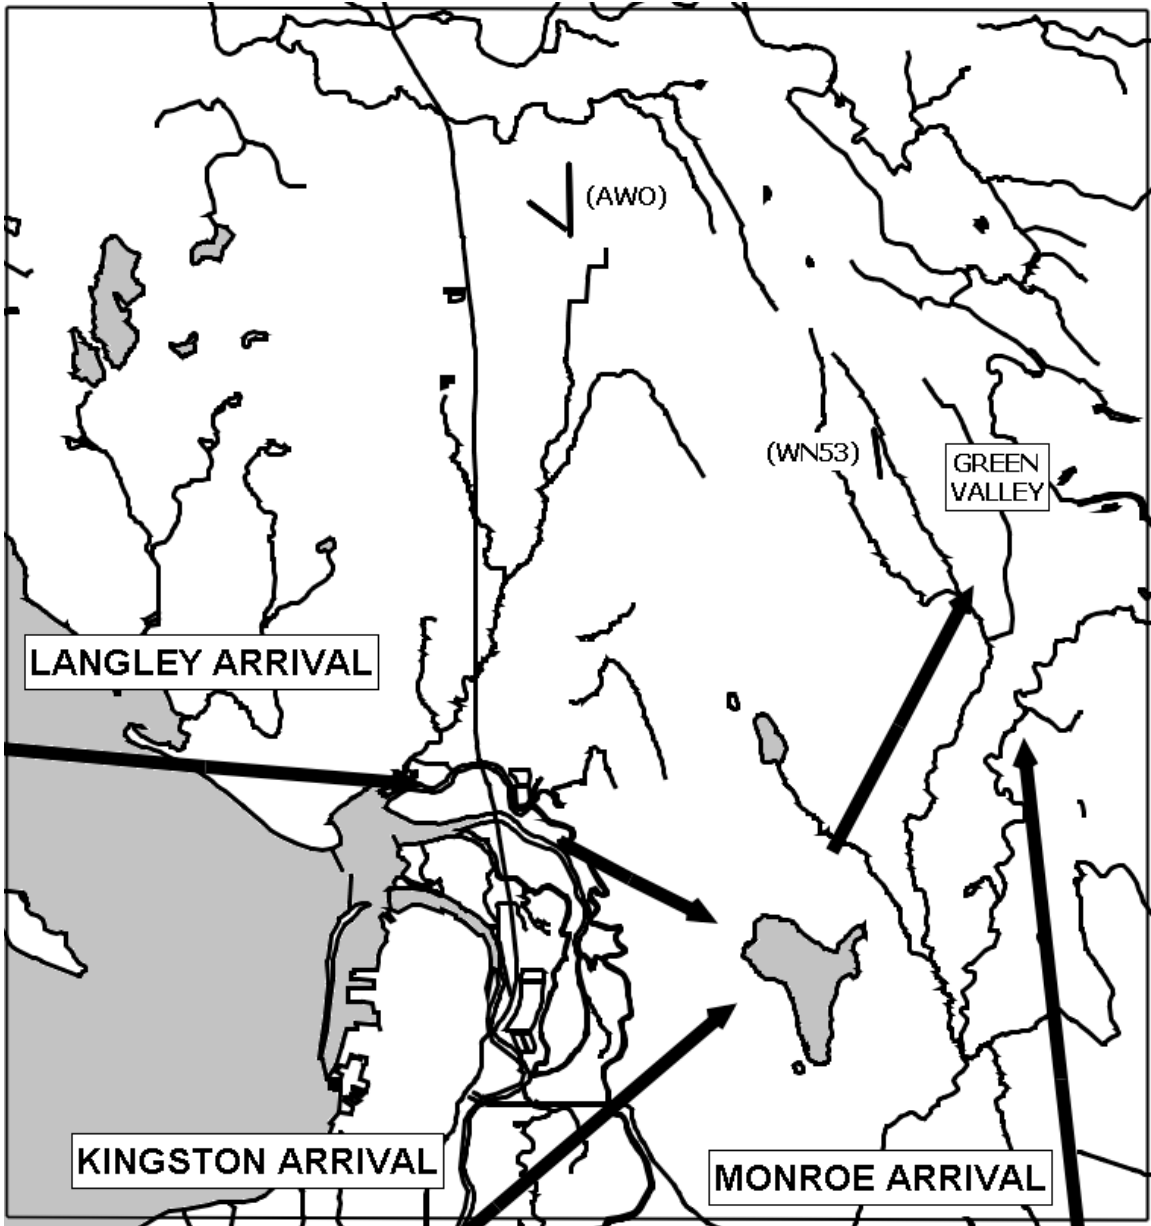 (AWO)
(WN53)
GREEN
VALLEY
LANGLEY ARRIVAL
KINGSTON ARRIVAL
MONROE ARRIVAL